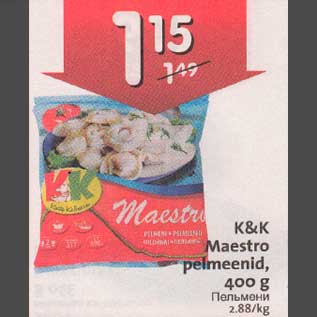 1 15
1 49
Maestro
K&K
Maestro
pelmeenid,
400 g
Пельмени
2.88/kg